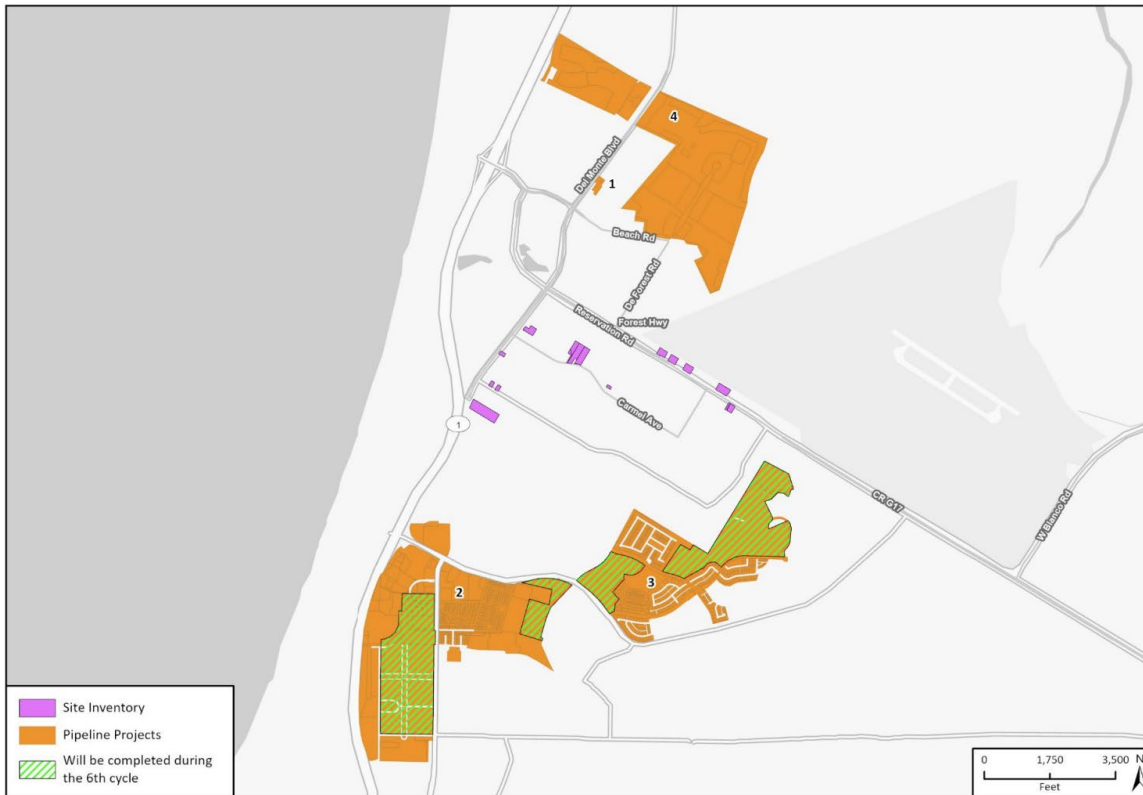 4
Del Monte Blvd
1
Beach Rd
De Forest Rd
Reservation Rd
Forest Hwy
Carmel Ave
1
CR G17
W Blanco Rd
2
3
Site Inventory
Pipeline Projects
Will be completed during
the 6th cycle
0 1,750 3,500
Feet
N